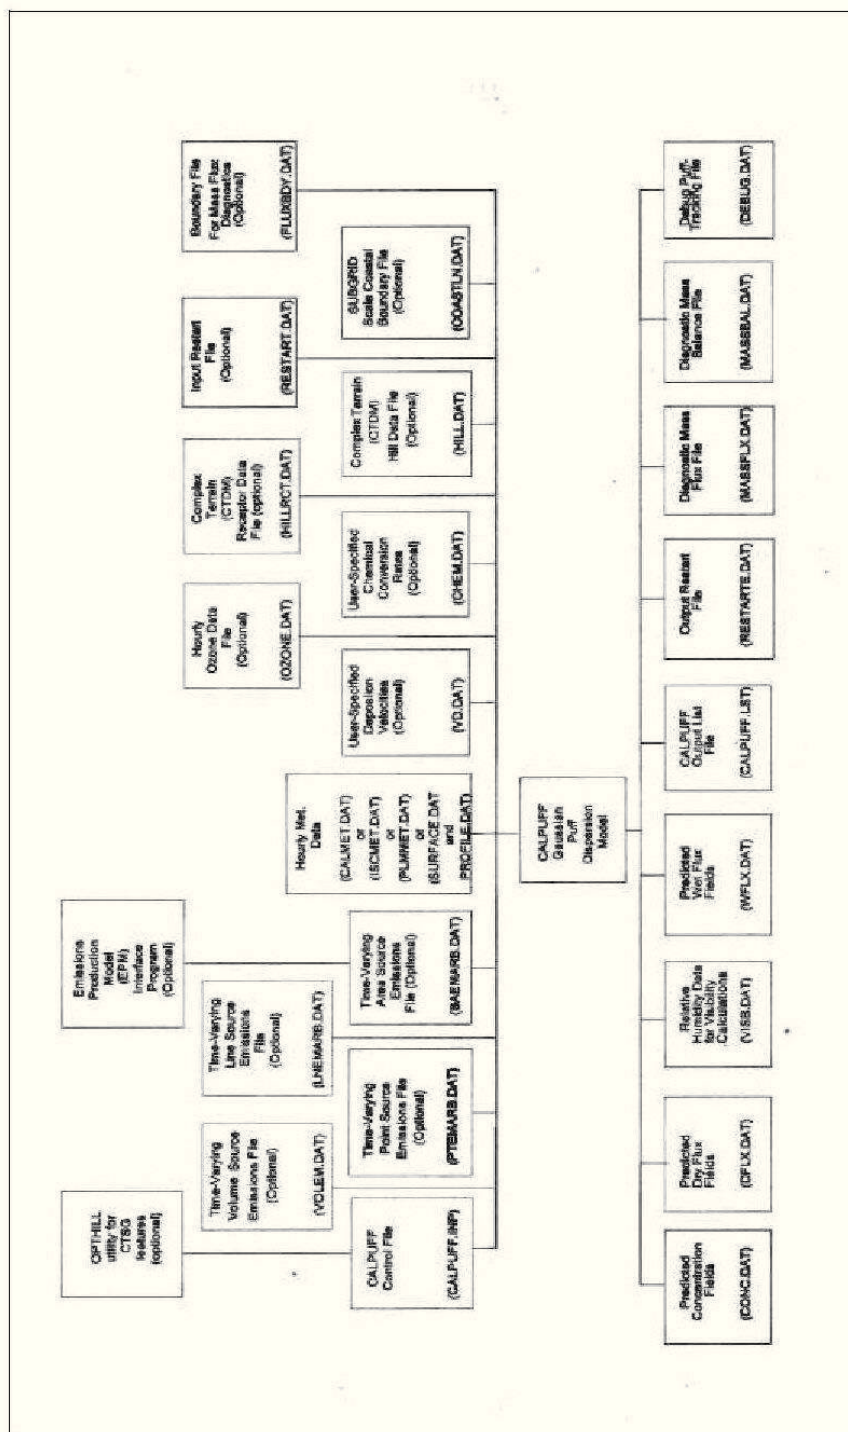 OPTHILL
utility for
CTSG
features
(optional)
Emissions
Production
Model
(EPM)
Interface
Program
(Optional)
Time-Varying
Volume Source
Emissions File
(Optional)
(VOLEM.DAT)
Time-Varying
Line Source
Emissions
File
(Optional)
(LNEMARB.DAT)
Hourly
Ozone Data
File
(Optional)
(OZONE.DAT)
Complex
Terrain
(CTDM)
Receptor Data
File (optional)
(HILLRCT.DAT)
Input Restart
File
(Optional)
(RESTART.DAT)
Boundary File
For Mass Flux
Diagnostics
(Optional)
(FLUXBDY.DAT)
CALPUFF
Control File
(CALPUFF.INP)
Time-Varying
Point Source
Emissions File
(Optional)
(PTEMARB.DAT)
Time-Varying
Area Source
Emissions
File (Optional)
(BAEMARB.DAT)
Hourly Met.
Data
(CALMET.DAT)
or
(ISCMET.DAT)
or
(PLMMET.DAT)
or
(SURFACE.DAT
and
PROFILE.DAT)
User-Specified
Deposition
Velocities
(Optional)
(VD.DAT)
User-Specified
Chemical
Conversion
Rates
(Optional)
(CHEM.DAT)
Complex Terrain
(CTDM)
Hill Data File
(Optional)
(HILL.DAT)
SUBGRID
Scale Coastal
Boundary File
(Optional)
(COASTLN.DAT)
CALPUFF
Gaussian
Puff
Dispersion
Model
Predicted
Concentration
Fields
(CONC.DAT)
Predicted
Dry Flux
Fields
(DFLX.DAT)
Relative
Humidity Data
for Visibility
Calculations
(VISB.DAT)
Predicted
Wet Flux
Fields
(WFLX.DAT)
CALPUFF
Output List
File
(CALPUFF.LST)
Output Restart
File
(RESTARTE.DAT)
Diagnostic Mass
Flux File
(MASSFLX.DAT)
Diagnostic Mass
Balance File
(MASSBAL.DAT)
Debug Puff-
Tracking File
(DEBUG.DAT)